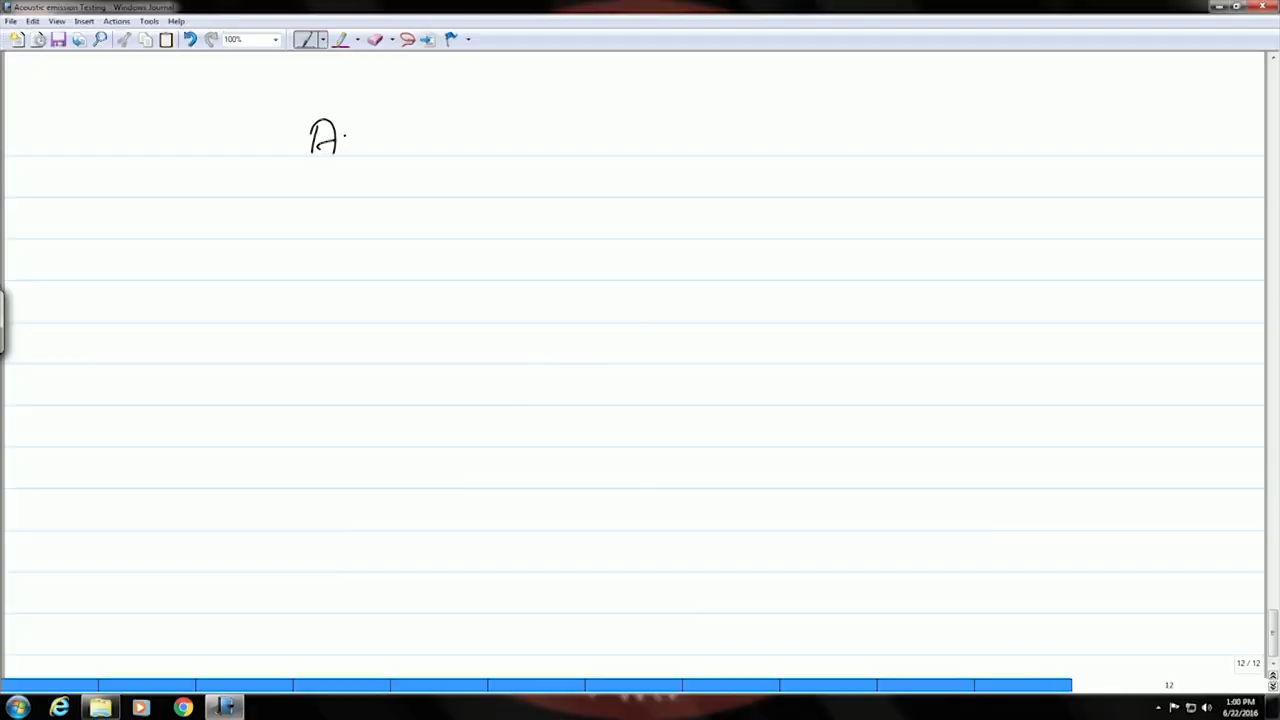 Acoustic emission Testing - Windows Journal
File Edit View Insert Actions Tools Help
100%
A
12 / 12
12
1:00 PM
6/22/2016